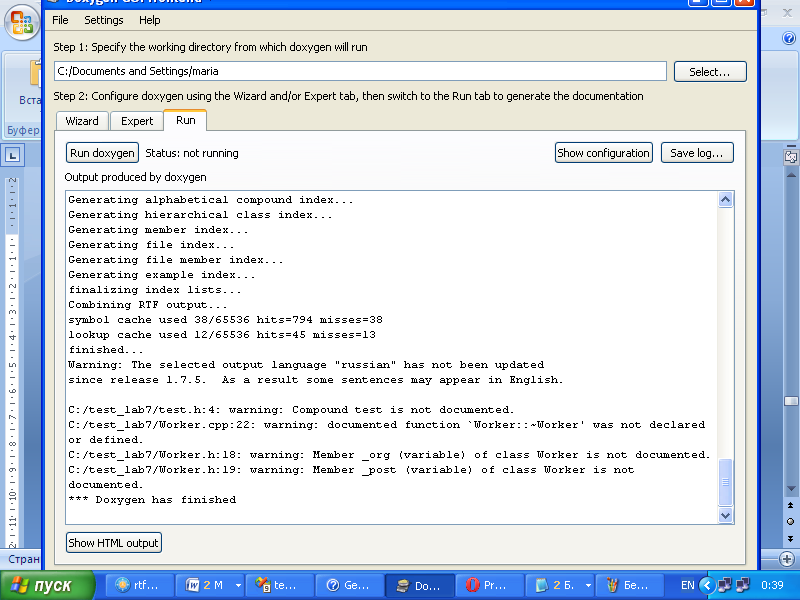 Doxygen GUI frontend
File Settings Help
Step 1: Specify the working directory from which doxygen will run
C:/Documents and Settings/maria
Select...
Step 2: Configure doxygen using the Wizard and/or Expert tab, then switch to the Run tab to generate the documentation
Wizard Expert Run
Run doxygen Status: not running Show configuration Save log...
Output produced by doxygen
Generating alphabetical compound index...
Generating hierarchical class index...
Generating member index...
Generating file index...
Generating file member index...
Generating example index...
finalizing index lists...
Combining RTF output...
symbol cache used 38/65536 hits=794 misses=38
lookup cache used 12/65536 hits=45 misses=13
finished...
Warning: The selected output language "russian" has not been updated
since release 1.7.5.  As a result some sentences may appear in English.
C:/test_lab7/test.h:4: warning: Compound test is not documented.
C:/test_lab7/Worker.cpp:22: warning: documented function `Worker::~Worker' was not declared
or defined.
C:/test_lab7/Worker.h:18: warning: Member _org (variable) of class Worker is not documented.
C:/test_lab7/Worker.h:19: warning: Member _post (variable) of class Worker is not
documented.
*** Doxygen has finished
Show HTML output
Вста
Буфер
Стран
пуск rtf... 2 М te... Ge... Do... Pr... 2 Б. Бе... EN 0:39